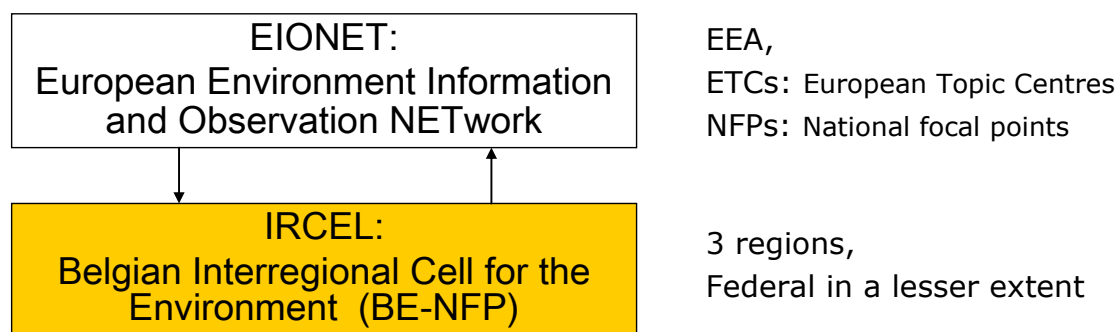 EIONET:
European Environment Information
and Observation NETwork
EEA,
ETCs: European Topic Centres
NFPs: National focal points
IRCEL:
Belgian Interregional Cell for the
Environment (BE-NFP)
3 regions,
Federal in a lesser extent